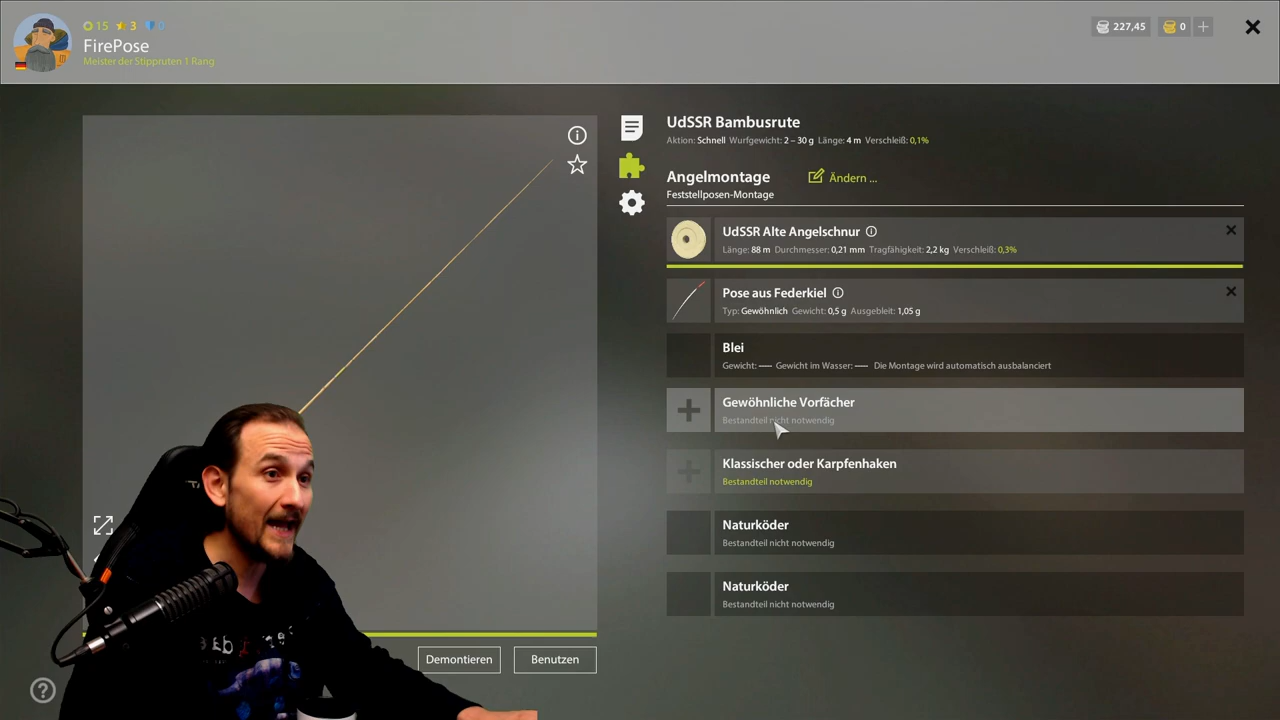 15 3 0
FirePose
Meister der Stippruten 1 Rang
227,45 0
UdSSR Bambusrute
Aktion: Schnell Wurfgewicht: 2 – 30 g Länge: 4 m Verschleiß: 0,1%
Angelmontage Ändern ...
Feststellposen-Montage
UdSSR Alte Angelschnur
Länge: 88 m Durchmesser: 0,21 mm Tragfähigkeit: 2,2 kg Verschleiß: 0,3%
Pose aus Federkiel
Typ: Gewöhnlich Gewicht: 0,5 g Ausgebleit: 1,05 g
Blei
Gewicht: — Gewicht im Wasser: — Die Montage wird automatisch ausbalanciert
Gewöhnliche Vorfächer
Bestandteil nicht notwendig
Klassischer oder Karpfenhaken
Bestandteil notwendig
Naturköder
Bestandteil nicht notwendig
Naturköder
Bestandteil nicht notwendig
Demontieren Benutzen